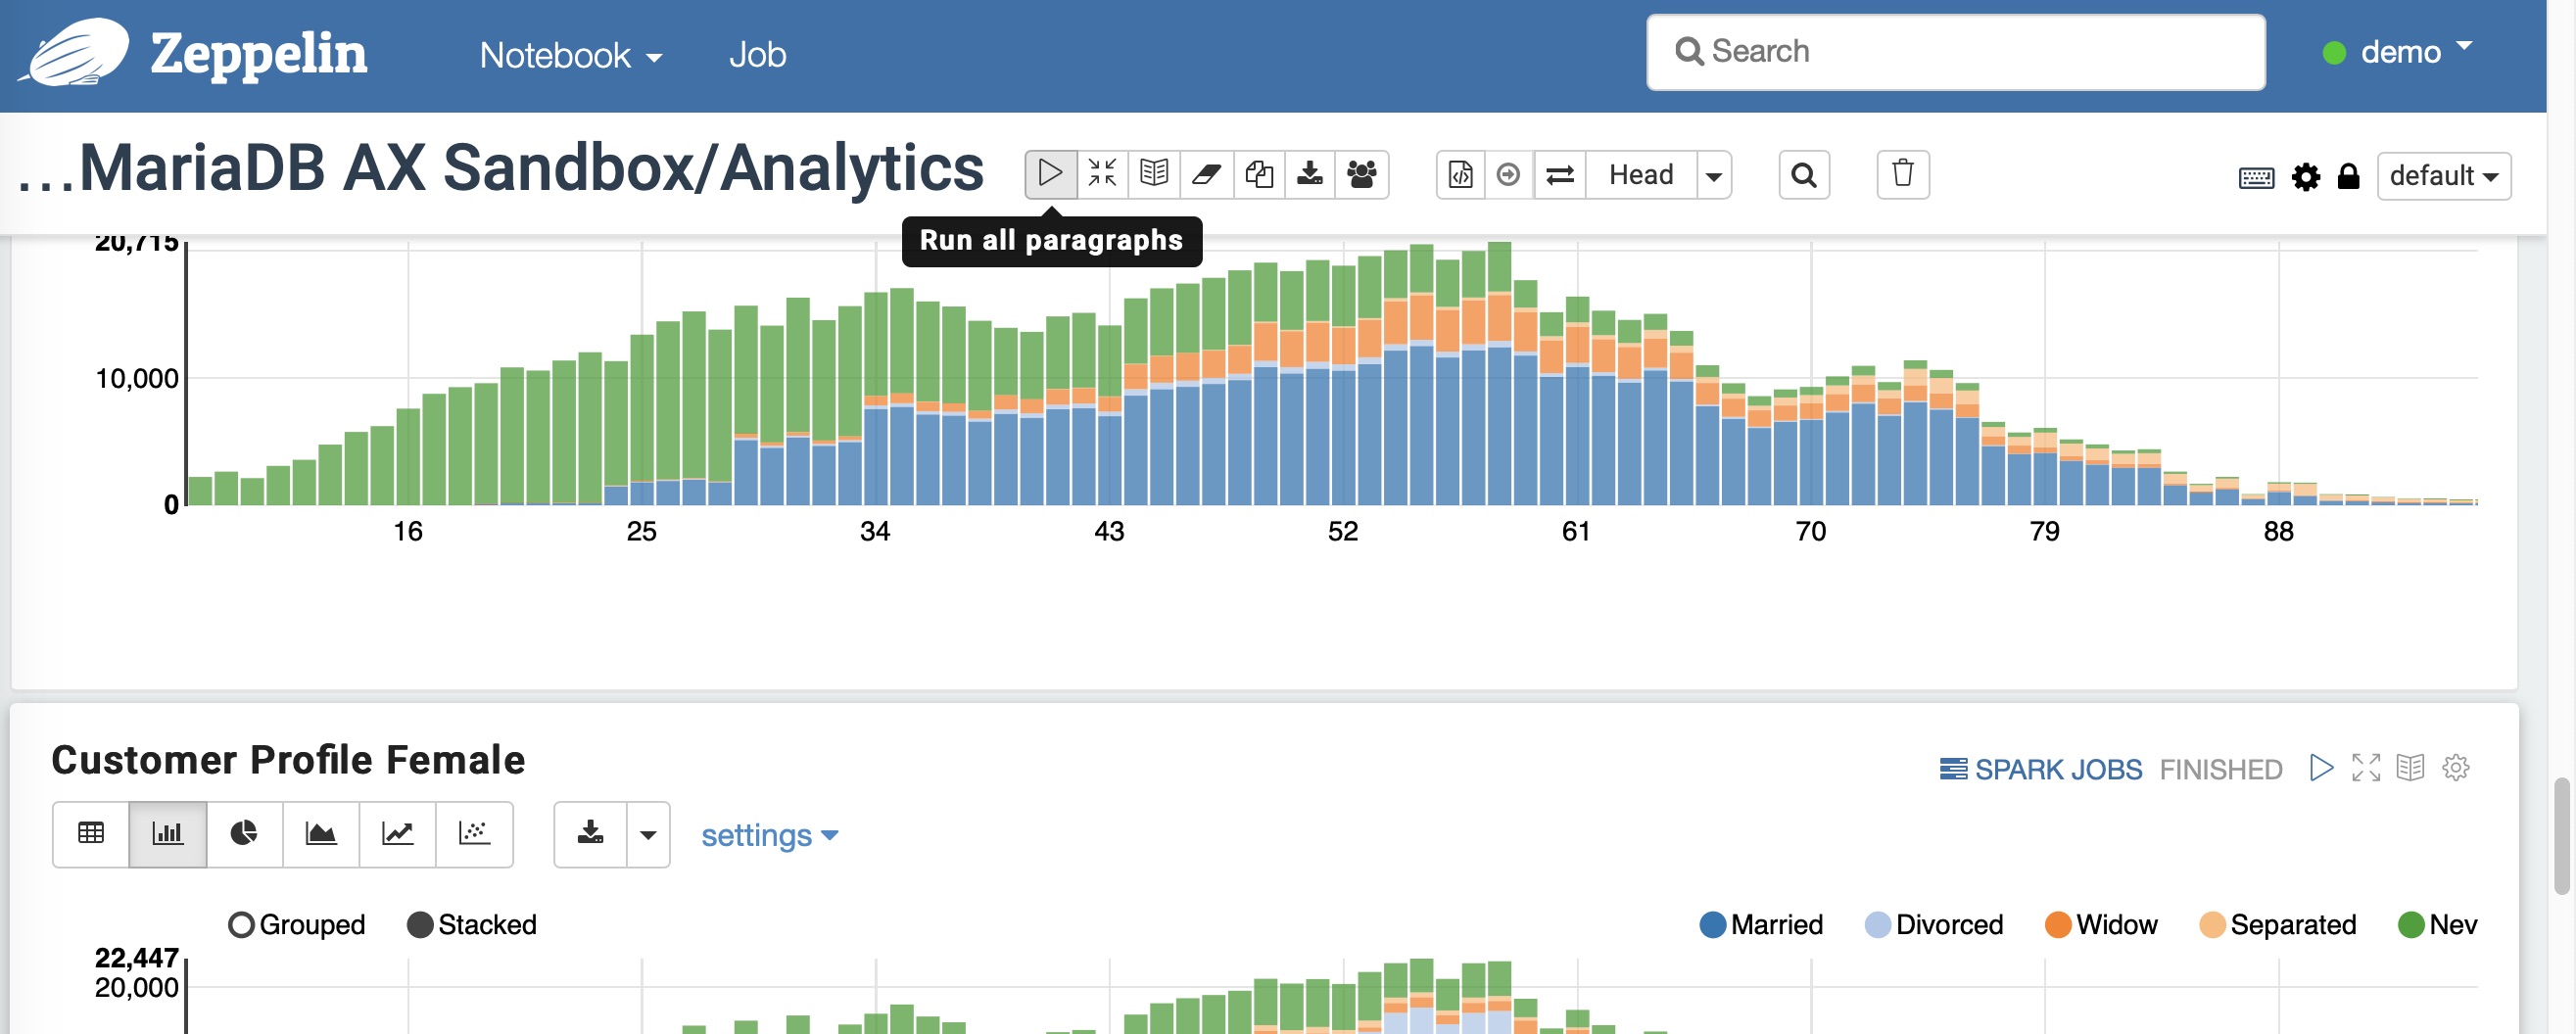 Zeppelin
Notebook
Job
Search
demo
...MariaDB AX Sandbox/Analytics
Head
default
Run all paragraphs
20,715
10,000
0
16 25 34 43 52 61 70 79 88
Customer Profile Female
SPARK JOBS FINISHED
settings
Grouped Stacked
Married Divorced Widow Separated Nev
22,447
20,000